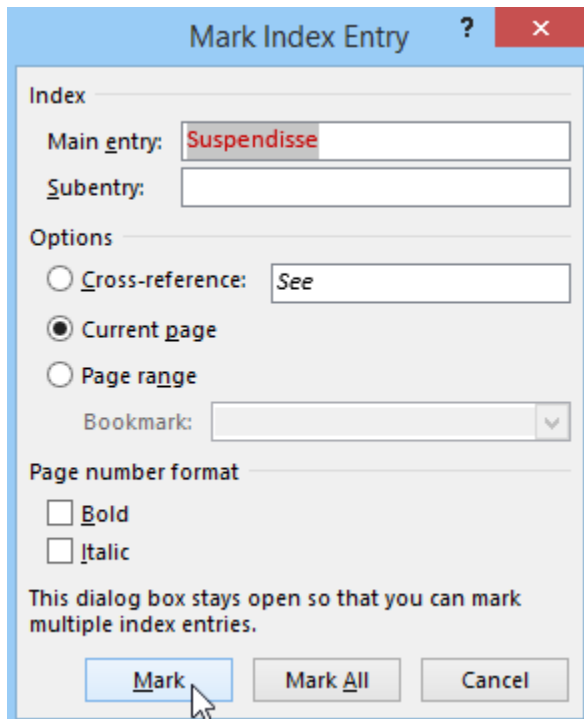 Mark Index Entry ? ×
Index
Main entry: Suspendisse
Subentry:
Options
Cross-reference: See
Current page
Page range
Bookmark:
Page number format
Bold
Italic
This dialog box stays open so that you can mark
multiple index entries.
Mark Mark All Cancel